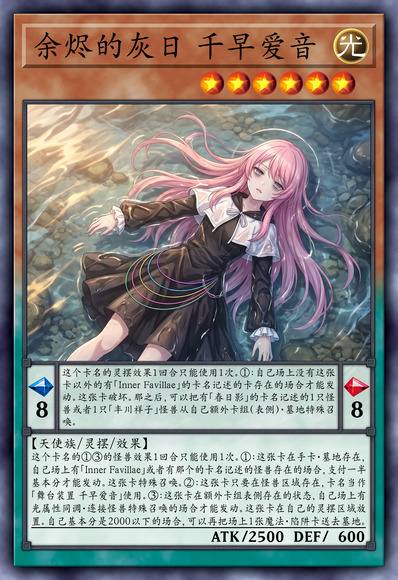 余烬的灰日 千早爱音
光
这个卡名的灵摆效果1回合只能使用1次。①:自己场上没有这张
卡以外的有「Inner Favillae」的卡名记述的卡存在的场合才能发
动。这张卡破坏。那之后，可以把有「春日影」的卡名记述的1只怪
兽或者1只「丰川祥子」怪兽从自己额外卡组(表侧)·墓地特殊召
唤。
8
8
【天使族/灵摆/效果】
这个卡名的①③的怪兽效果1回合只能使用1次。①:这张卡在手卡·墓地存在，
自己场上有「Inner Favillae」或者有那个的卡名记述的怪兽存在的场合，支付一半
基本分才能发动。这张卡特殊召唤。②:这张卡只要在怪兽区域存在，卡名当作
「舞台装置 千早爱音」使用。③:这张卡在额外卡组表侧存在的状态，自己场上有
光属性同调·连接怪兽特殊召唤的场合才能发动。这张卡在自己的灵摆区域放
置。自己基本分是2000以下的场合，可以再把场上1张魔法·陷阱卡送去墓地。
ATK/2500 DEF/ 600